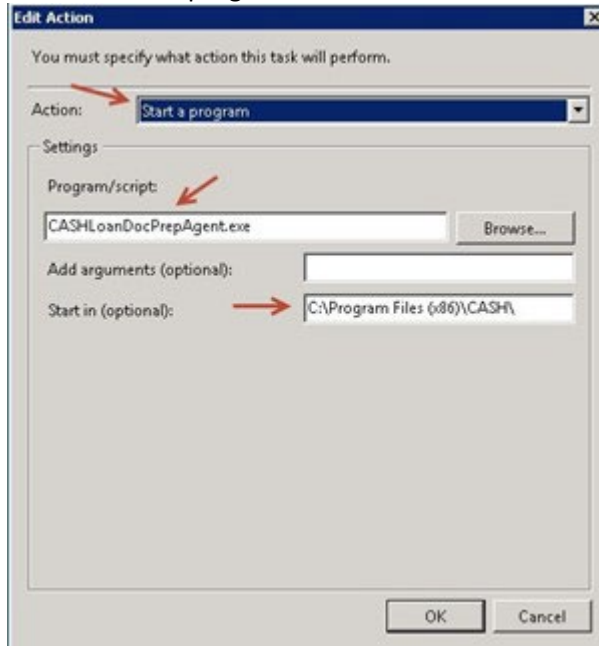 Edit Action
You must specify what action this task will perform.
Action: Start a program
Settings
Program/script:
CASHLoanDocPrepAgent.exe Browse...
Add arguments (optional):
Start in (optional): C:\Program Files (x86)\CASH\
OK Cancel